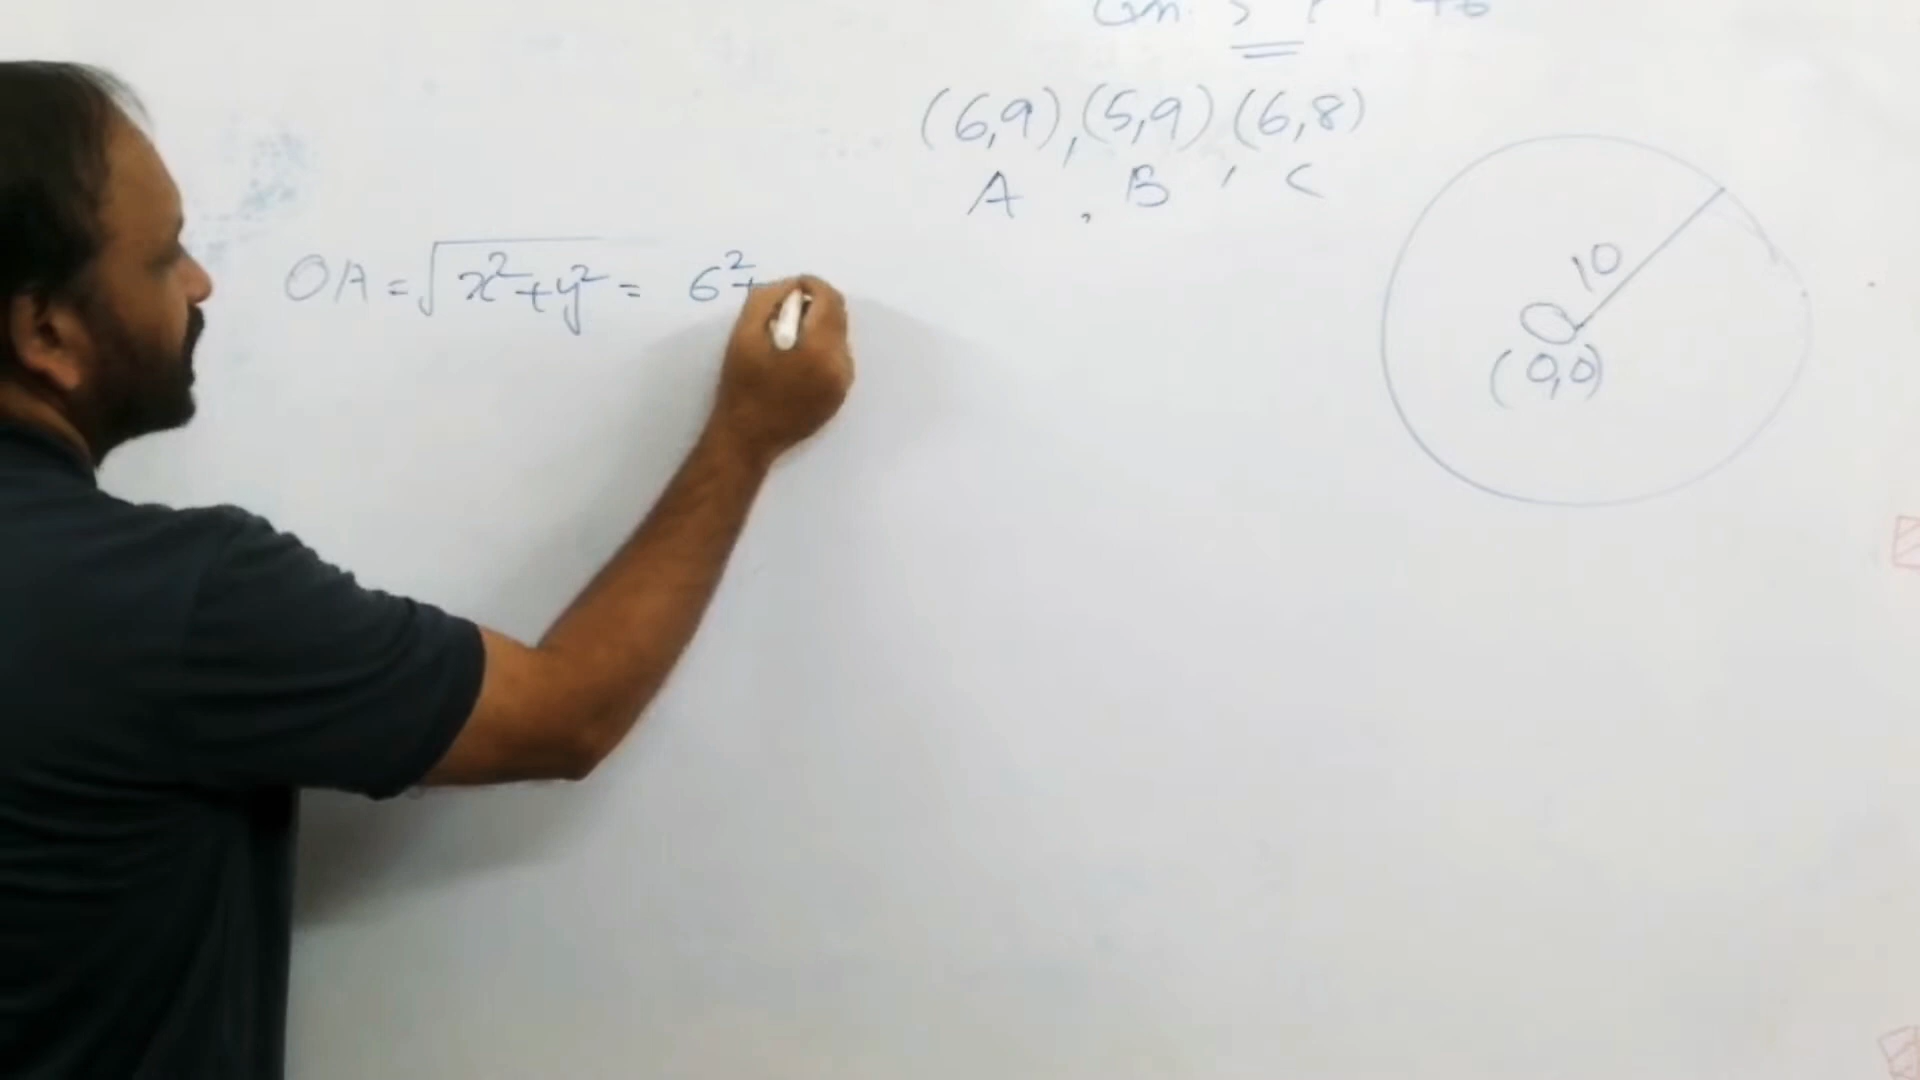 (6,9), (5,9) (6,8)
A , B , C
OA = √x²+y² = 6²+
10
O
(0,0)